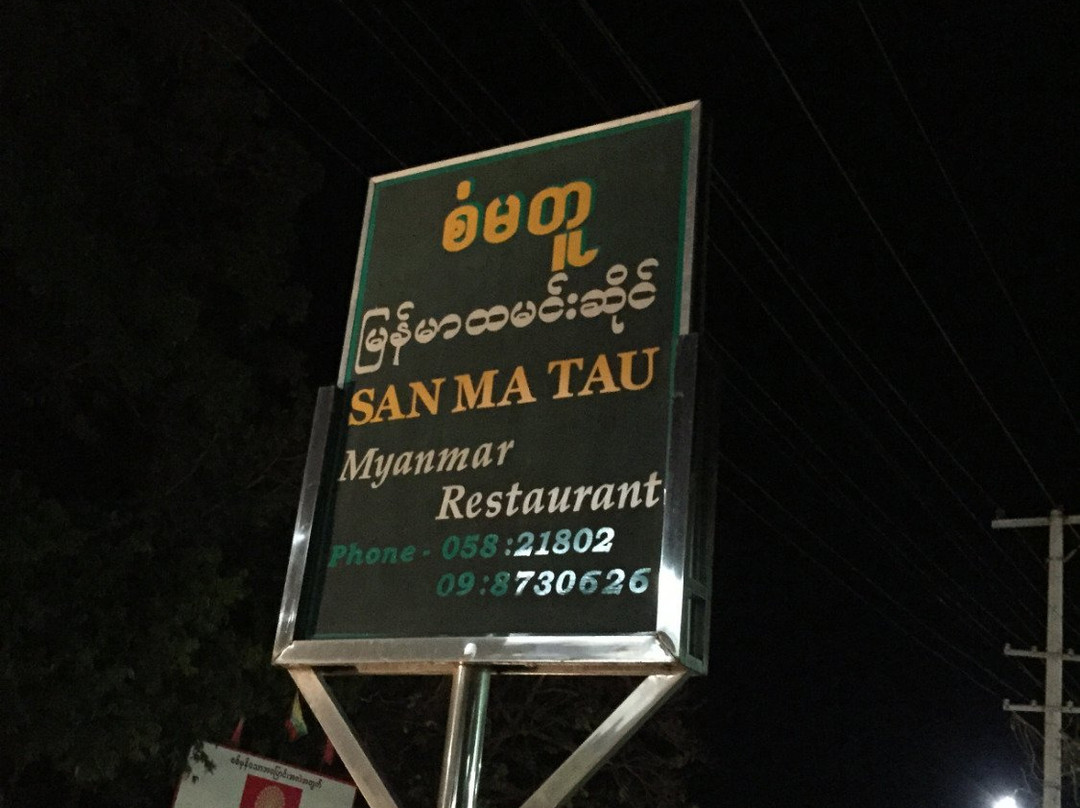 စံမတူ
မြန်မာထမင်းဆိုင်
SAN MA TAU
Myanmar
Restaurant
Phone - 058:21802
09:8730626